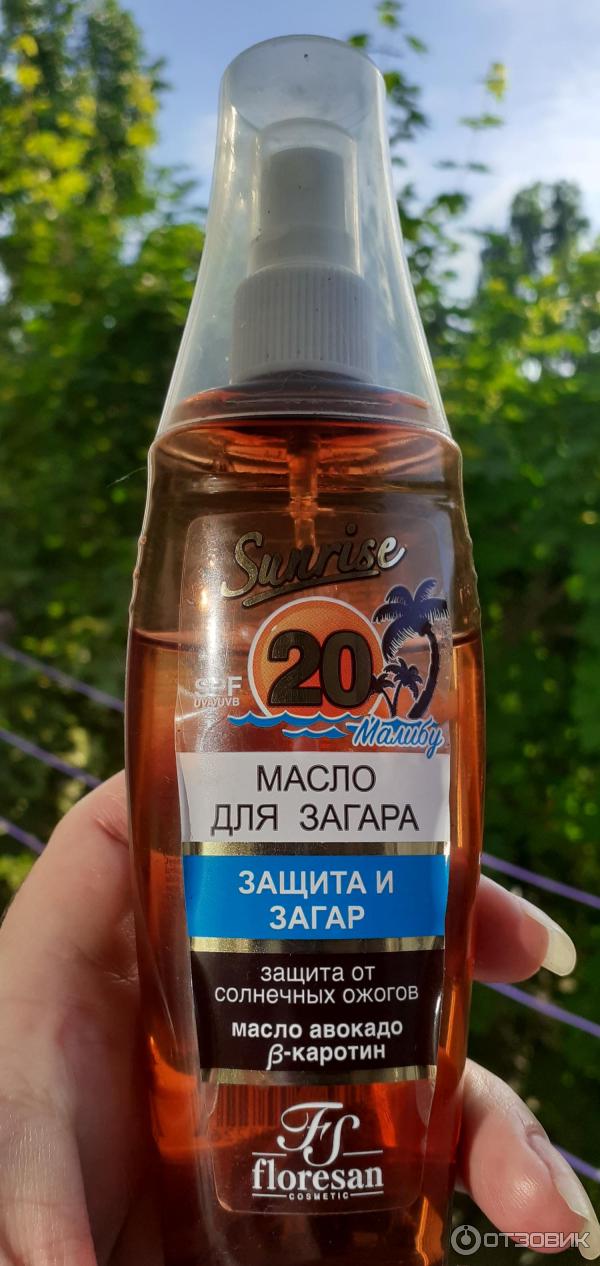 Sunrise
20
SPF
UVA/UVB
Малибу
МАСЛО
ДЛЯ ЗАГАРА
ЗАЩИТА И
ЗАГАР
защита от
солнечных ожогов
масло авокадо
β-каротин
FS
floresan
COSMETIC
ОТЗОВИК